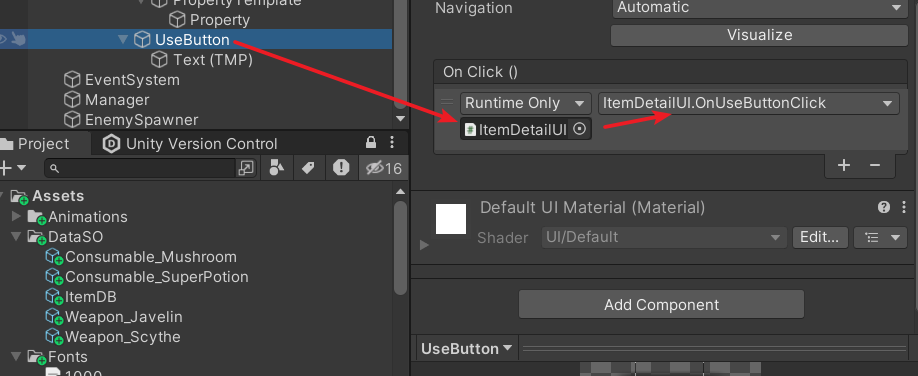 PropertyTemplate
Property
UseButton
Text (TMP)
EventSystem
Manager
EnemySpawner
Project
Unity Version Control
16
Assets
Animations
DataSO
Consumable_Mushroom
Consumable_SuperPotion
ItemDB
Weapon_Javelin
Weapon_Scythe
Fonts
1000
Navigation
Automatic
Visualize
On Click ()
Runtime Only
ItemDetailUI.OnUseButtonClick
ItemDetailUI
Default UI Material (Material)
Shader
UI/Default
Edit...
Add Component
UseButton